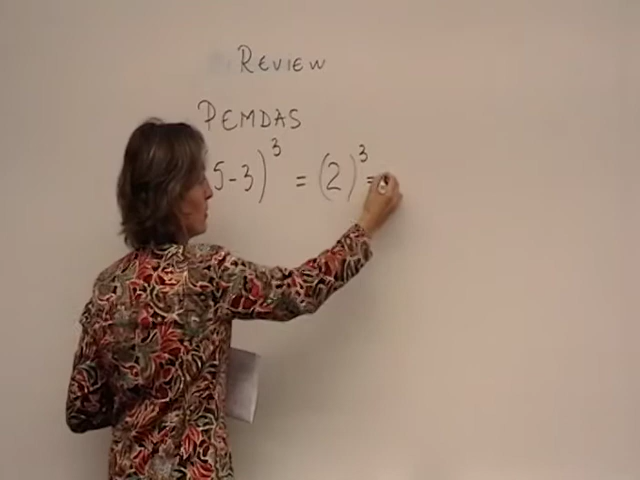 REVIEW
PEMDAS
5-3)³ = (2)³ =